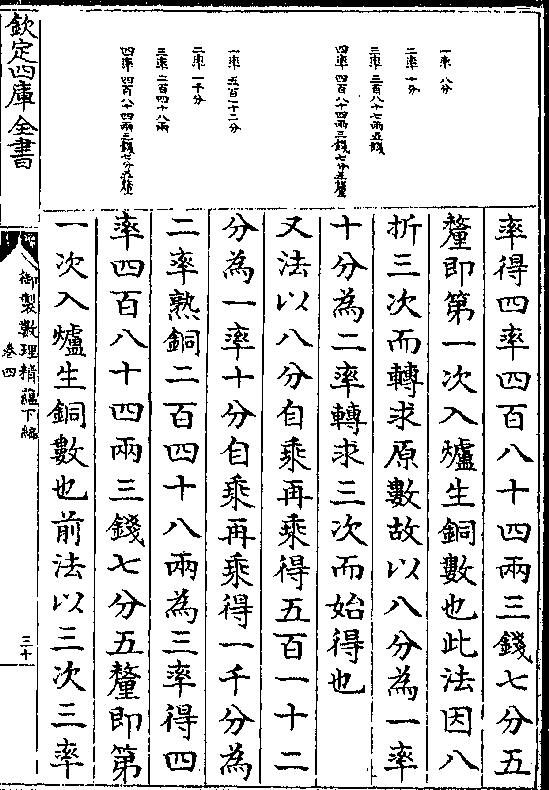 一率 八分
二率 十分
三率 三百八十七兩五錢
四率 四百八十四兩三錢七分五釐
一率 五百一十二分
二率 一千分
三率 二百四十八兩
四率 四百八十四兩三錢七分五釐
率得四率四百八十四兩三錢七分五
釐即第一次入爐生銅數也此法因八
折三次而轉求原數故以八分為一率
十分為二率轉求三次而始得也
又法以八分自乘再乘得五百一十二
分為一率十分自乘再乘得一千分為
二率熟銅二百四十八兩為三率得四
率四百八十四兩三錢七分五釐即第
一次入爐生銅數也前法以三次三率
欽定四庫全書
御製數理精蘊下編
卷四
三十